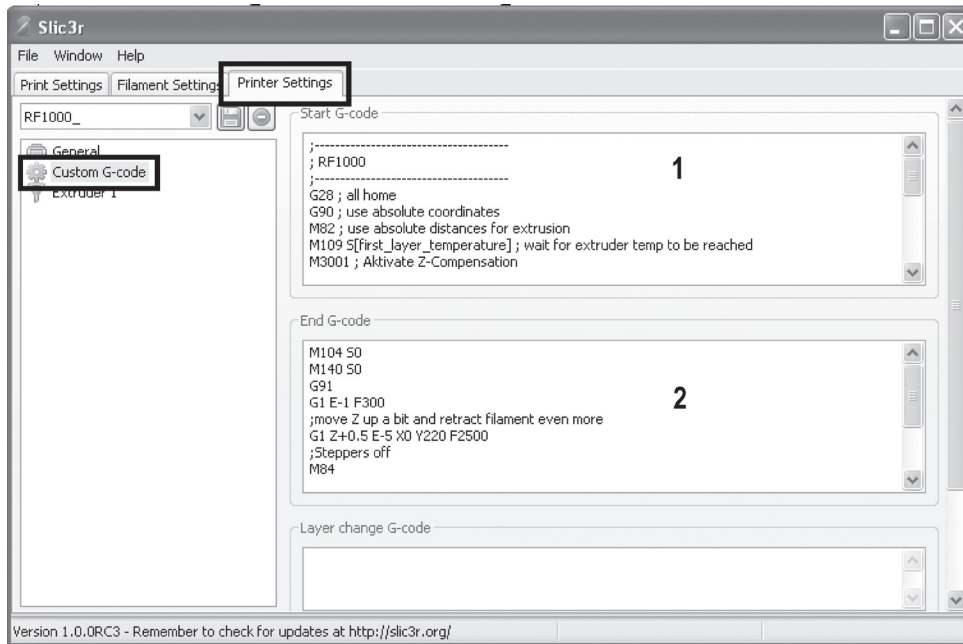 Slic3r
File Window Help
Print Settings Filament Settings Printer Settings
RF1000_
General
Custom G-code
Extruder 1
Start G-code
;--------------------------------------
; RF1000
;--------------------------------------
G28 ; all home
G90 ; use absolute coordinates
M82 ; use absolute distances for extrusion
M109 S[first_layer_temperature] ; wait for extruder temp to be reached
M3001 ; Aktivate Z-Compensation
1
End G-code
M104 S0
M140 S0
G91
G1 E-1 F300
;move Z up a bit and retract filament even more
G1 Z+0.5 E-5 X0 Y220 F2500
;Steppers off
M84
2
Layer change G-code
Version 1.0.0RC3 - Remember to check for updates at http://slic3r.org/